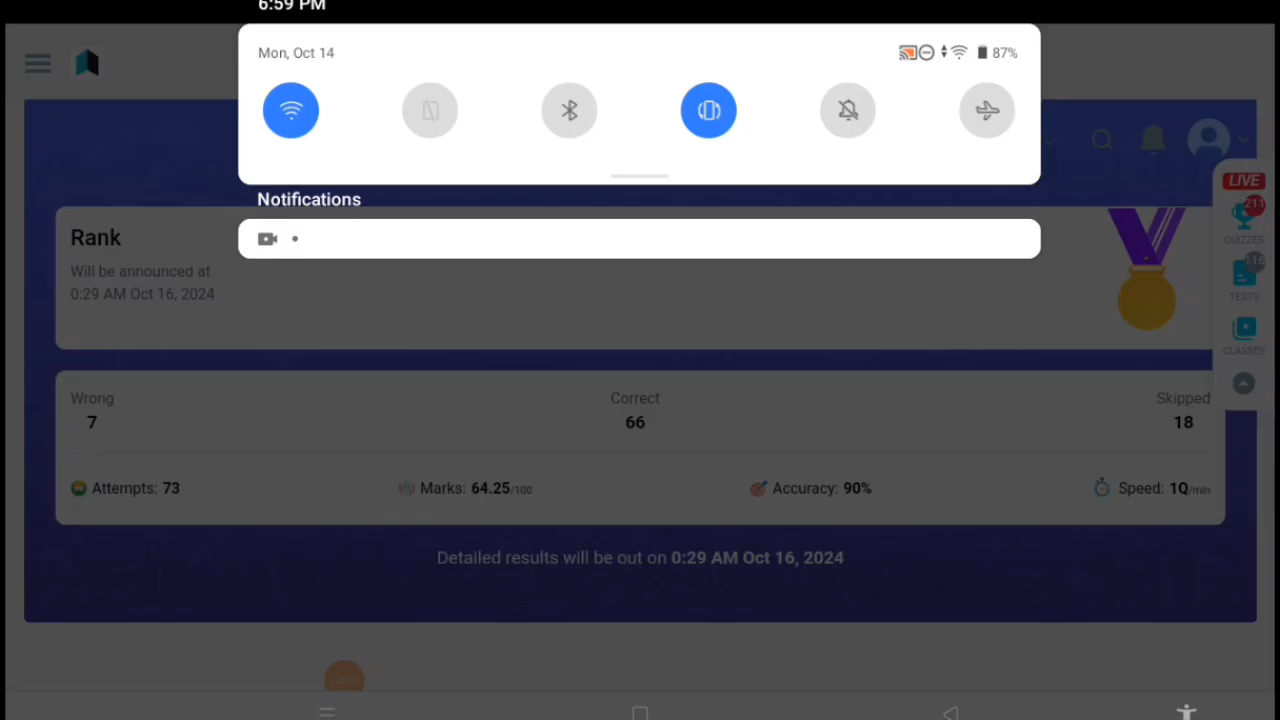 6:59 PM
Mon, Oct 14
87%
Notifications
LIVE
211
QUIZZES
116
TESTS
CLASSES
Rank
Will be announced at
0:29 AM Oct 16, 2024
Wrong
Correct
Skipped
7
66
18
Attempts: 73
Marks: 64.25/100
Accuracy: 90%
Speed: 1Q/min
Detailed results will be out on 0:29 AM Oct 16, 2024